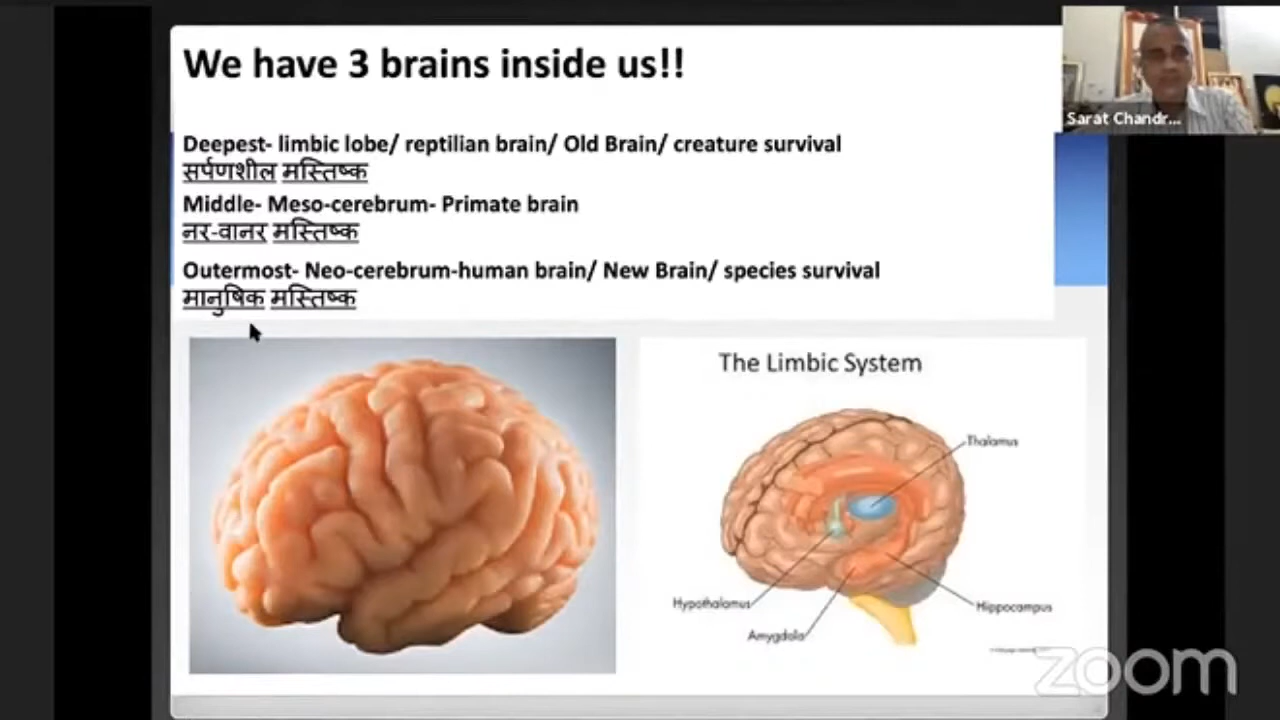 We have 3 brains inside us!!
Sarat Chandr...
Deepest- limbic lobe/ reptilian brain/ Old Brain/ creature survival
सर्पणशील मस्तिष्क
Middle- Meso-cerebrum- Primate brain
नर-वानर मस्तिष्क
Outermost- Neo-cerebrum-human brain/ New Brain/ species survival
मानुषिक मस्तिष्क
The Limbic System
Thalamus
Hypothalamus
Hippocampus
Amygdala
zoom